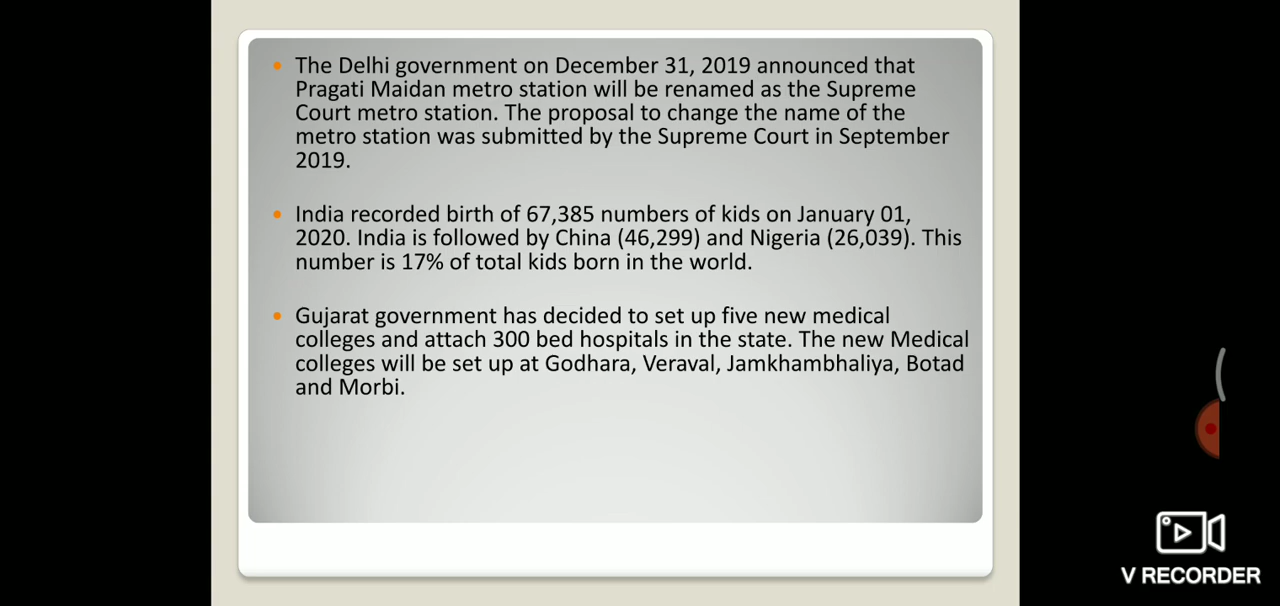 The Delhi government on December 31, 2019 announced that
Pragati Maidan metro station will be renamed as the Supreme
Court metro station. The proposal to change the name of the
metro station was submitted by the Supreme Court in September
2019.
India recorded birth of 67,385 numbers of kids on January 01,
2020. India is followed by China (46,299) and Nigeria (26,039). This
number is 17% of total kids born in the world.
Gujarat government has decided to set up five new medical
colleges and attach 300 bed hospitals in the state. The new Medical
colleges will be set up at Godhara, Veraval, Jamkhambhaliya, Botad
and Morbi.
V RECORDER